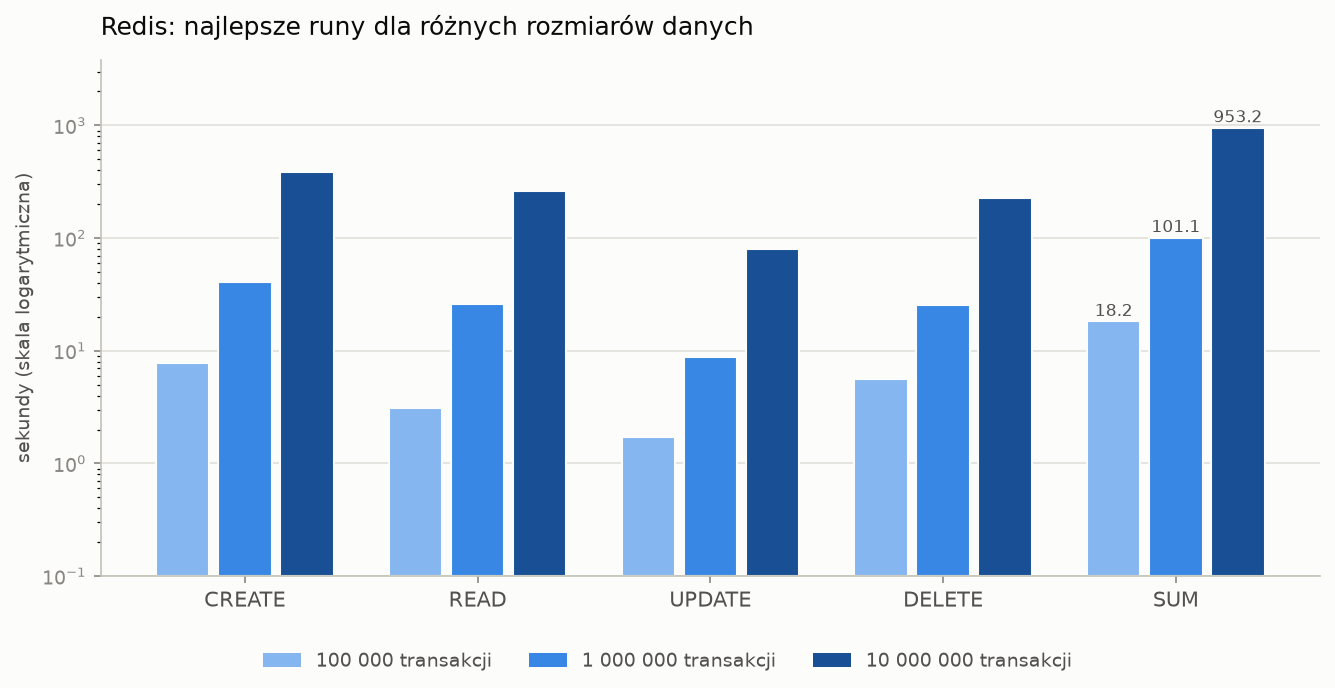 Redis: najlepsze runy dla różnych rozmiarów danych
sekundy (skala logarytmiczna)
10³
10²
10¹
10⁰
10⁻¹
953.2
101.1
18.2
CREATE READ UPDATE DELETE SUM
100 000 transakcji 1 000 000 transakcji 10 000 000 transakcji